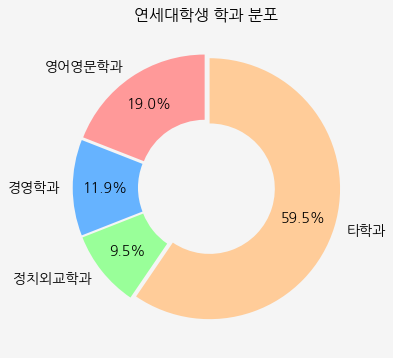 연세대학생 학과 분포
영어영문학과
19.0%
경영학과
11.9%
정치외교학과
9.5%
59.5%
타학과